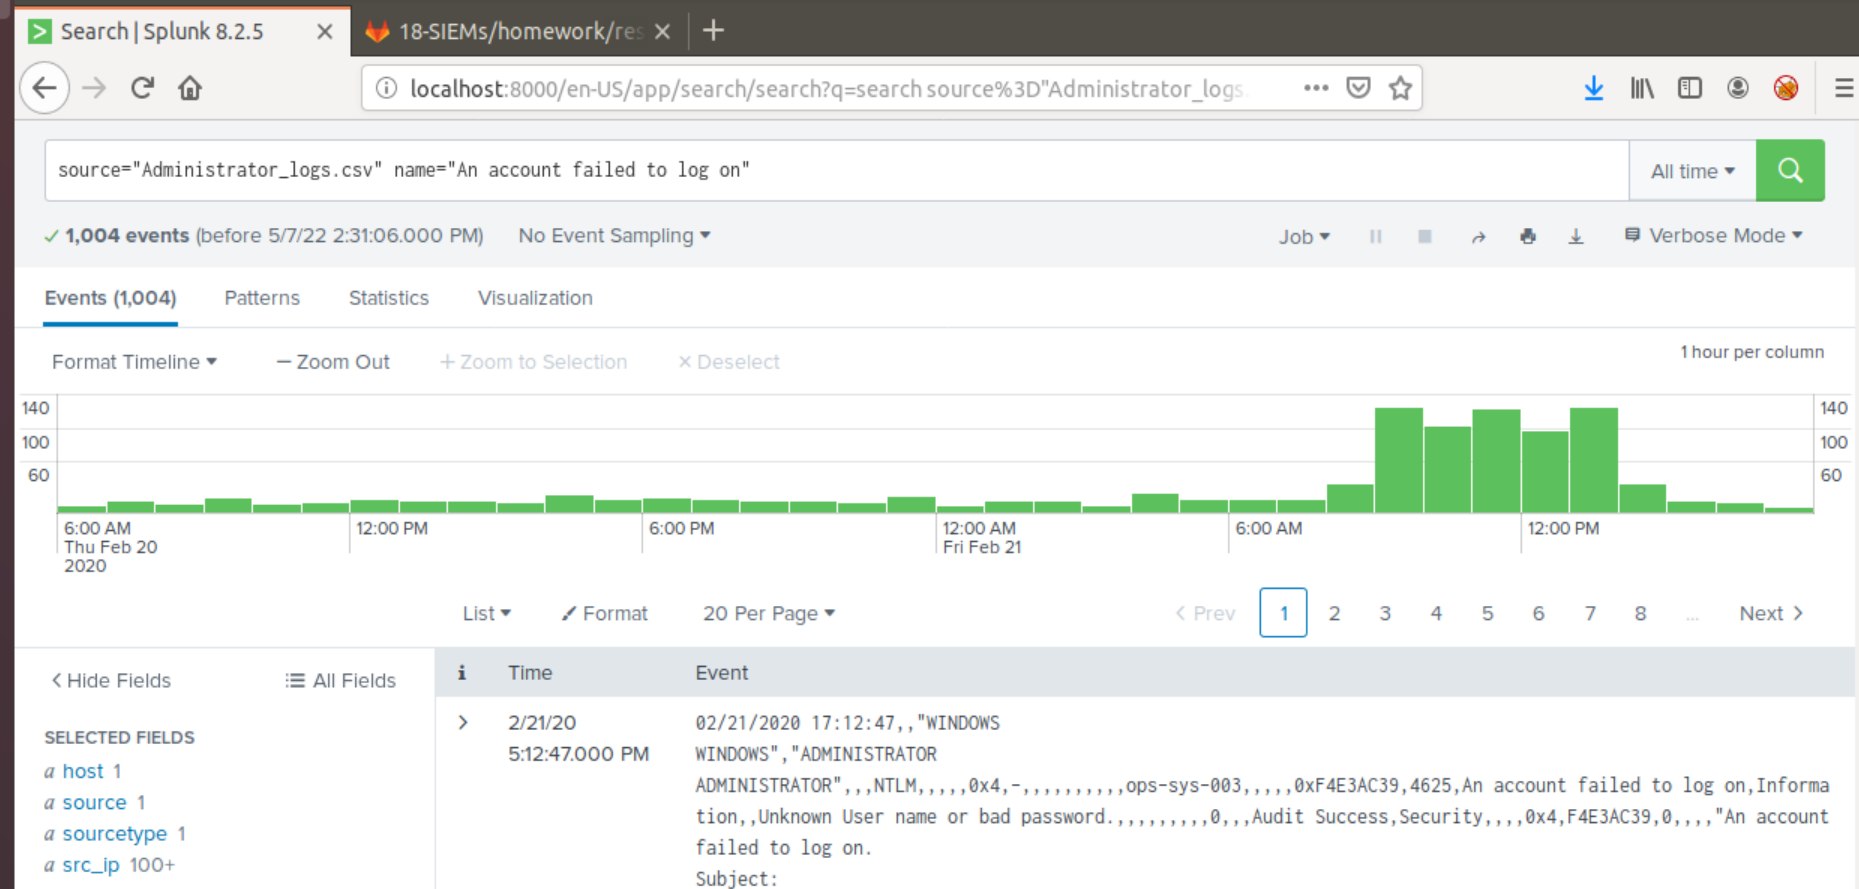 Search | Splunk 8.2.5
18-SIEMs/homework/res
localhost:8000/en-US/app/search/search?q=search source%3D"Administrator_logs.
source="Administrator_logs.csv" name="An account failed to log on"
All time
1,004 events (before 5/7/22 2:31:06.000 PM)
No Event Sampling
Job
Verbose Mode
Events (1,004)
Patterns
Statistics
Visualization
Format Timeline
— Zoom Out
+ Zoom to Selection
× Deselect
1 hour per column
140
100
60
140
100
60
6:00 AM
Thu Feb 20
2020
12:00 PM
6:00 PM
12:00 AM
Fri Feb 21
6:00 AM
12:00 PM
List
Format
20 Per Page
< Prev
1
2
3
4
5
6
7
8
...
Next >
< Hide Fields
All Fields
i
Time
Event
SELECTED FIELDS
a host 1
a source 1
a sourcetype 1
a src_ip 100+
>
2/21/20
5:12:47.000 PM
02/21/2020 17:12:47,,"WINDOWS
WINDOWS","ADMINISTRATOR
ADMINISTRATOR",,,NTLM,,,,,0x4,-,,,,,,,,,,ops-sys-003,,,,,0xF4E3AC39,4625,An account failed to log on,Informa
tion,,Unknown User name or bad password.,,,,,,,,,0,,,Audit Success,Security,,,,0x4,F4E3AC39,0,,,,"An account
failed to log on.
Subject: